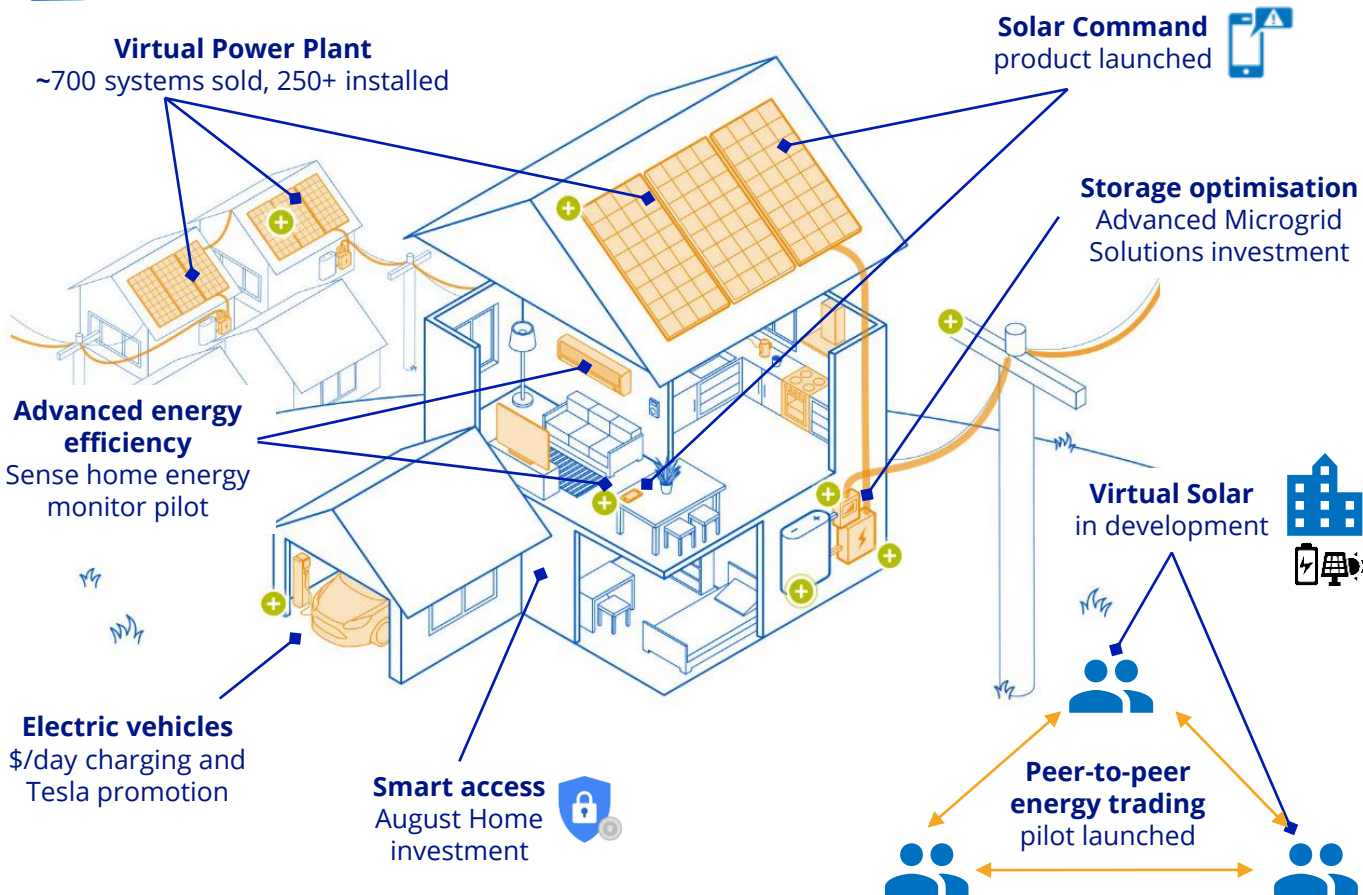 Virtual Power Plant
~700 systems sold, 250+ installed
Solar Command
product launched
Storage optimisation
Advanced Microgrid
Solutions investment
Advanced energy
efficiency
Sense home energy
monitor pilot
Virtual Solar
in development
Electric vehicles
$/day charging and
Tesla promotion
Smart access
August Home
investment
Peer-to-peer
energy trading
pilot launched